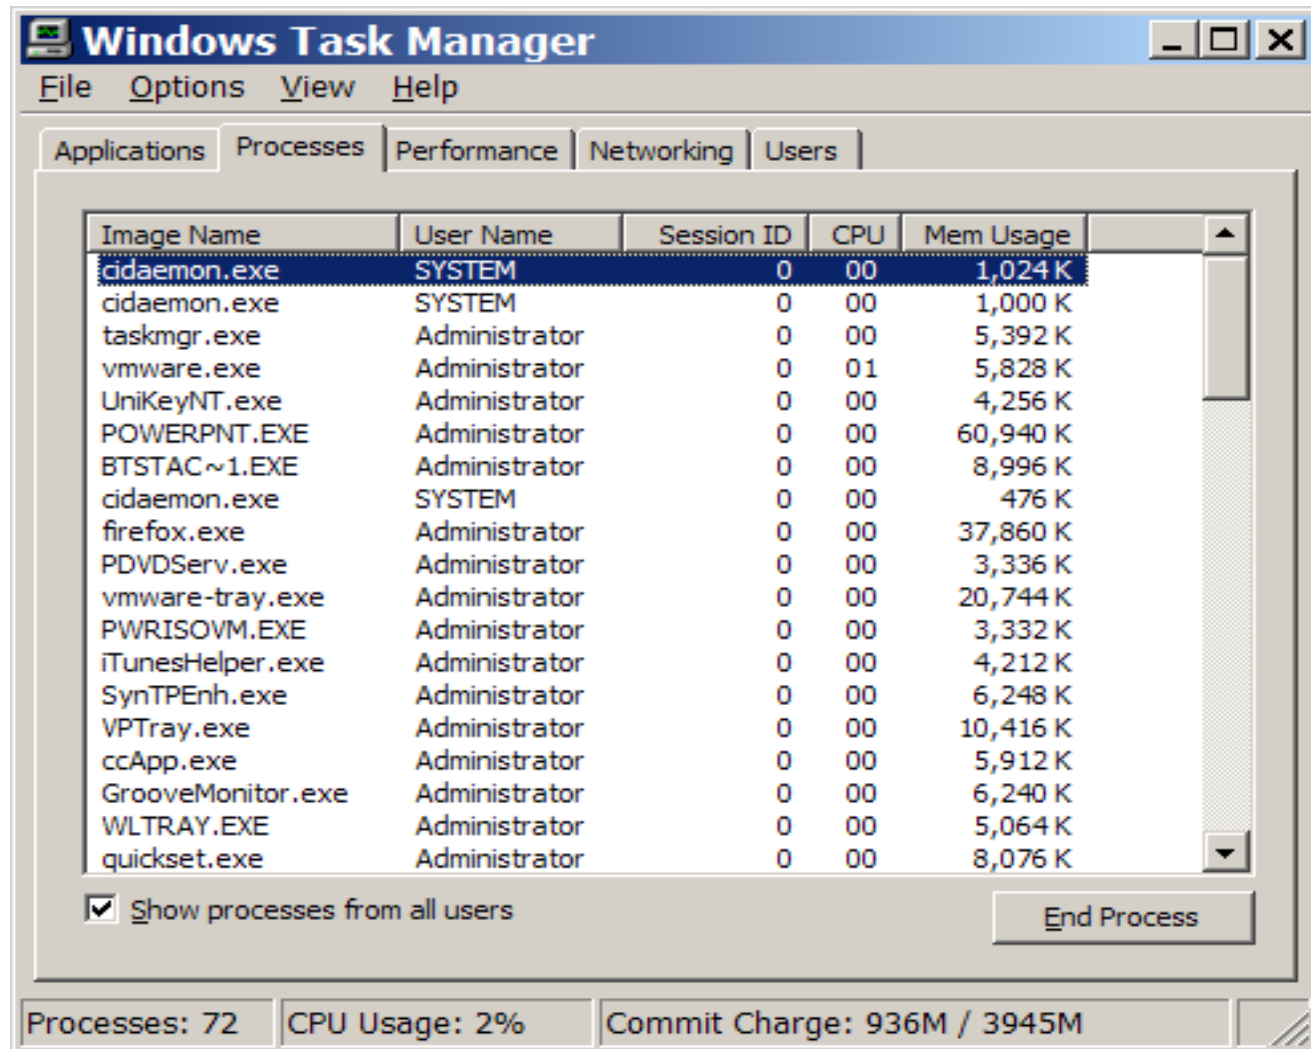 Windows Task Manager
File Options View Help
Applications Processes Performance Networking Users
Image Name User Name Session ID CPU Mem Usage
cidaemon.exe SYSTEM 0 00 1,024 K
cidaemon.exe SYSTEM 0 00 1,000 K
taskmgr.exe Administrator 0 00 5,392 K
vmware.exe Administrator 0 01 5,828 K
UniKeyNT.exe Administrator 0 00 4,256 K
POWERPNT.EXE Administrator 0 00 60,940 K
BTSTAC~1.EXE Administrator 0 00 8,996 K
cidaemon.exe SYSTEM 0 00 476 K
firefox.exe Administrator 0 00 37,860 K
PDVDServ.exe Administrator 0 00 3,336 K
vmware-tray.exe Administrator 0 00 20,744 K
PWRISOVM.EXE Administrator 0 00 3,332 K
iTunesHelper.exe Administrator 0 00 4,212 K
SynTPEnh.exe Administrator 0 00 6,248 K
VPTray.exe Administrator 0 00 10,416 K
ccApp.exe Administrator 0 00 5,912 K
GrooveMonitor.exe Administrator 0 00 6,240 K
WLTRAY.EXE Administrator 0 00 5,064 K
quickset.exe Administrator 0 00 8,076 K
Show processes from all users
End Process
Processes: 72 CPU Usage: 2% Commit Charge: 936M / 3945M